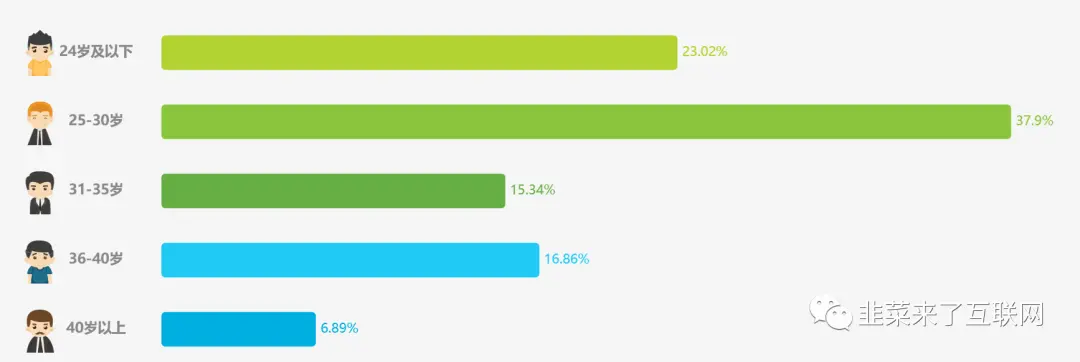 24岁及以下 23.02%
25-30岁 37.9%
31-35岁 15.34%
36-40岁 16.86%
40岁以上 6.89%
韭菜来了互联网